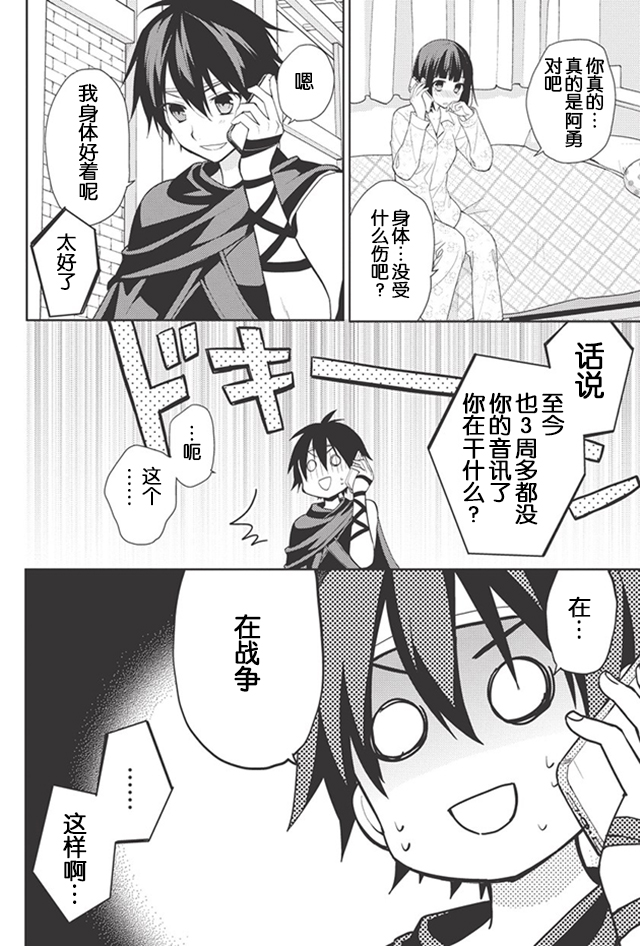 你真的…
真的是阿勇
对吧
身体…没受
什么伤吧？
嗯
我身体好着呢
太好了
话说
至今
也3周多都没
你的音讯了
你在干什么？
ドキ
…呃
这个
……
在…
在战争
……
这样啊…